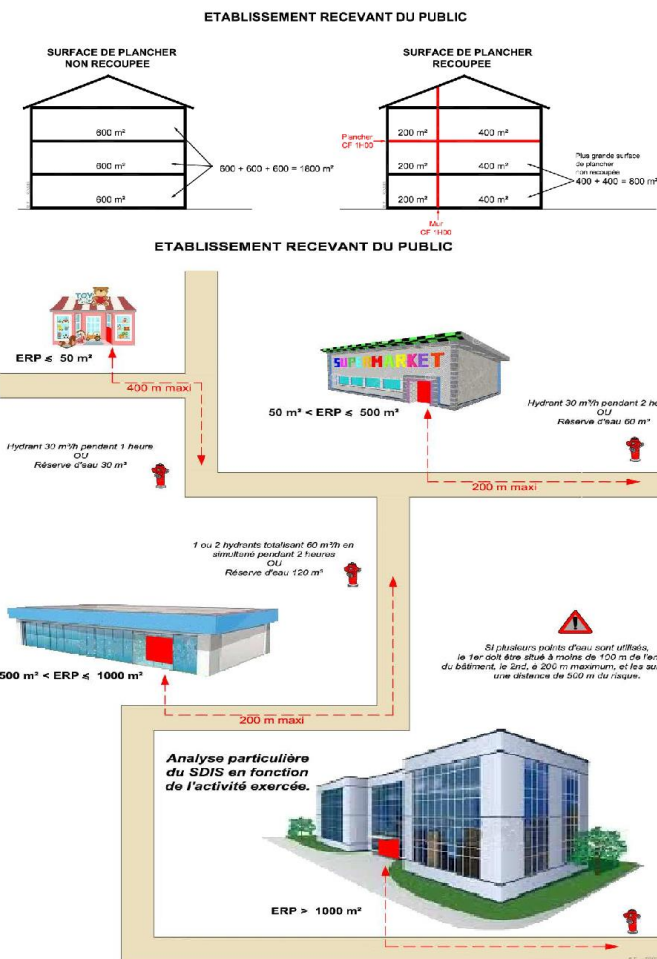 ETABLISSEMENT RECEVANT DU PUBLIC
SURFACE DE PLANCHER
NON RECOUPEE
600 m²
600 m²
600 m²
600 + 600 + 600 = 1800 m²
SURFACE DE PLANCHER
RECOUPEE
Plancher
CF 1H00
200 m²
400 m²
200 m²
400 m²
200 m²
400 m²
Plus grande surface
de plancher
non recoupée
400 + 400 = 800 m²
Mur
CF 1H00
ETABLISSEMENT RECEVANT DU PUBLIC
TOY
ERP ≤ 50 m²
400 m maxi
SUPERMARKET
50 m² < ERP ≤ 500 m²
Hydrant 30 m³/h pendant 2 he
OU
Réserve d'eau 60 m³
Hydrant 30 m³/h pendant 1 heure
OU
Réserve d'eau 30 m³
200 m maxi
1 ou 2 hydrants totalisant 60 m³/h en
simultané pendant 2 heures
OU
Réserve d'eau 120 m³
500 m² < ERP ≤ 1000 m²
200 m maxi
Si plusieurs points d'eau sont utilisés,
le 1er doit être situé à moins de 100 m de l'en
du bâtiment, le 2nd, à 200 m maximum, et les su
une distance de 500 m du risque.
Analyse particulière
du SDIS en fonction
de l'activité exercée.
ERP > 1000 m²